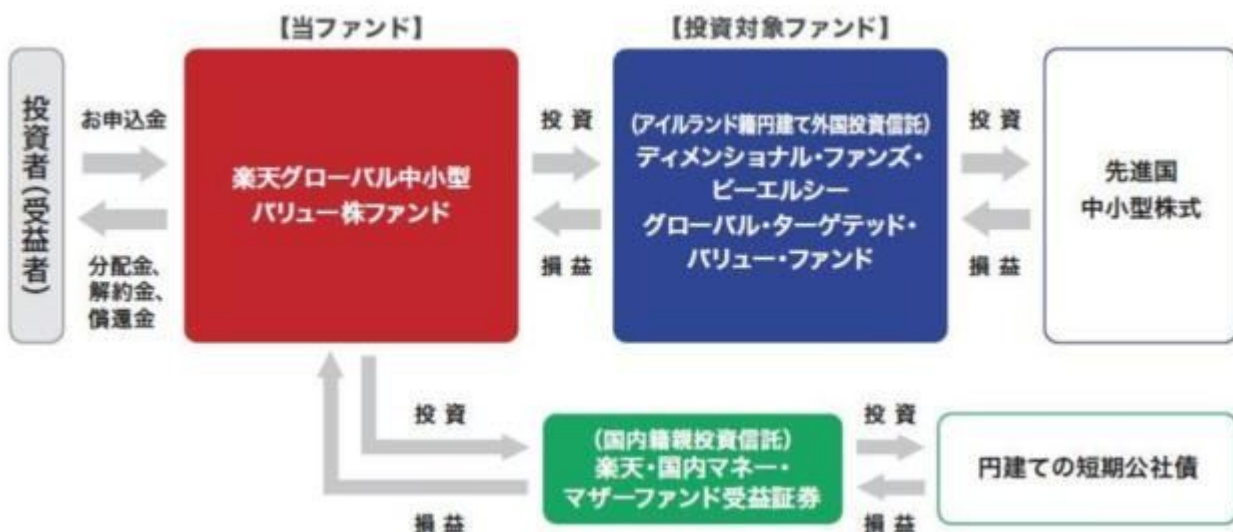 【当ファンド】
【投資対象ファンド】
投資者(受益者)
お申込金
分配金、
解約金、
償還金
楽天グローバル中小型
バリュー株ファンド
投資
損益
(アイルランド籍円建て外国投資信託)
ディメンショナル・ファンズ・
ピーエルシー
グローバル・ターゲテッド・
バリュー・ファンド
投資
損益
先進国
中小型株式
投資
損益
(国内籍親投資信託)
楽天・国内マネー・
マザーファンド受益証券
投資
損益
円建ての短期公社債